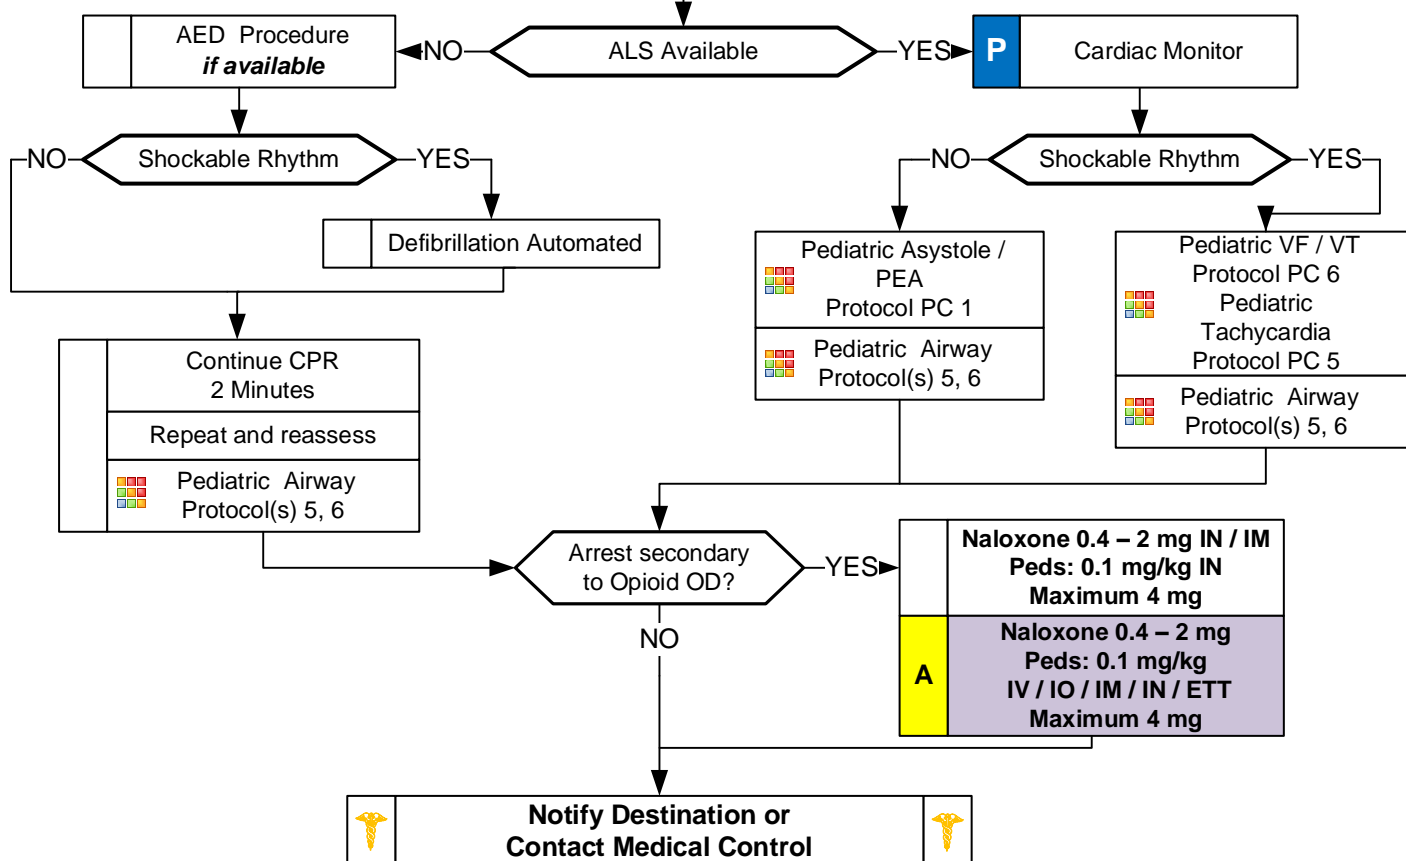 AED Procedure
if available
NO
ALS Available
YES
P
Cardiac Monitor
NO
Shockable Rhythm
YES
NO
Shockable Rhythm
YES
Defibrillation Automated
Pediatric Asystole /
PEA
Protocol PC 1
Pediatric Airway
Protocol(s) 5, 6
Pediatric VF / VT
Protocol PC 6
Pediatric
Tachycardia
Protocol PC 5
Pediatric Airway
Protocol(s) 5, 6
Continue CPR
2 Minutes
Repeat and reassess
Pediatric Airway
Protocol(s) 5, 6
Arrest secondary
to Opioid OD?
YES
NO
Naloxone 0.4 – 2 mg IN / IM
Peds: 0.1 mg/kg IN
Maximum 4 mg
A
Naloxone 0.4 – 2 mg
Peds: 0.1 mg/kg
IV / IO / IM / IN / ETT
Maximum 4 mg
Notify Destination or
Contact Medical Control